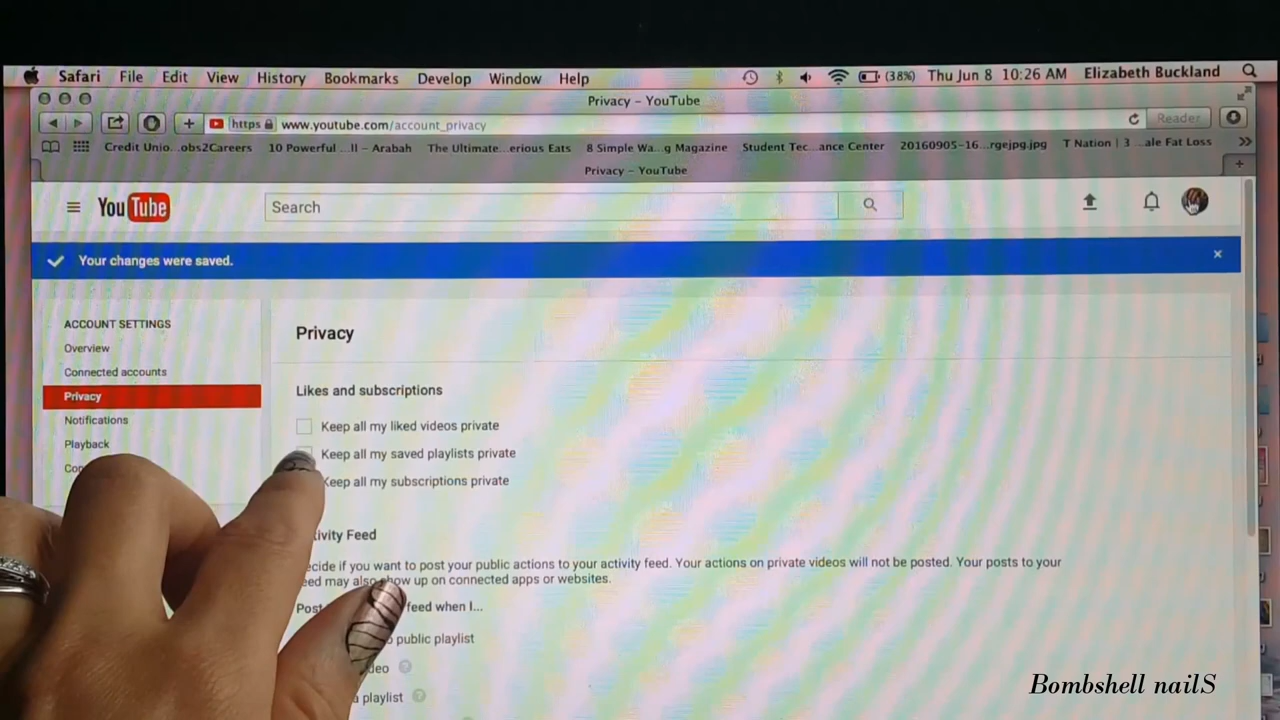 Safari File Edit View History Bookmarks Develop Window Help (38%) Thu Jun 8 10:26 AM Elizabeth Buckland
Privacy – YouTube
https www.youtube.com/account_privacy Reader
Credit Unio...obs2Careers 10 Powerful ...ll – Arabah The Ultimate...erious Eats 8 Simple Wa...g Magazine Student Tec...ance Center 20160905-16...rgejpg.jpg T Nation | 3 ...ale Fat Loss
Privacy – YouTube
YouTube Search
Your changes were saved.
ACCOUNT SETTINGS
Overview
Connected accounts
Privacy
Notifications
Playback
Privacy
Likes and subscriptions
Keep all my liked videos private
Keep all my saved playlists private
Keep all my subscriptions private
tivity Feed
ecide if you want to post your public actions to your activity feed. Your actions on private videos will not be posted. Your posts to your
eed may also show up on connected apps or websites.
Post feed when I...
public playlist
deo
a playlist
Bombshell nailS